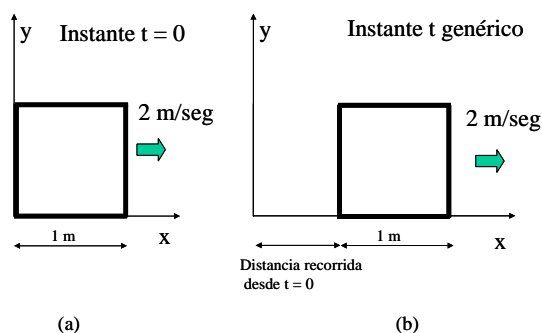 y
Instante t = 0
2 m/seg
1 m
x
(a)
y
Instante t genérico
2 m/seg
1 m
x
Distancia recorrida
desde t = 0
(b)